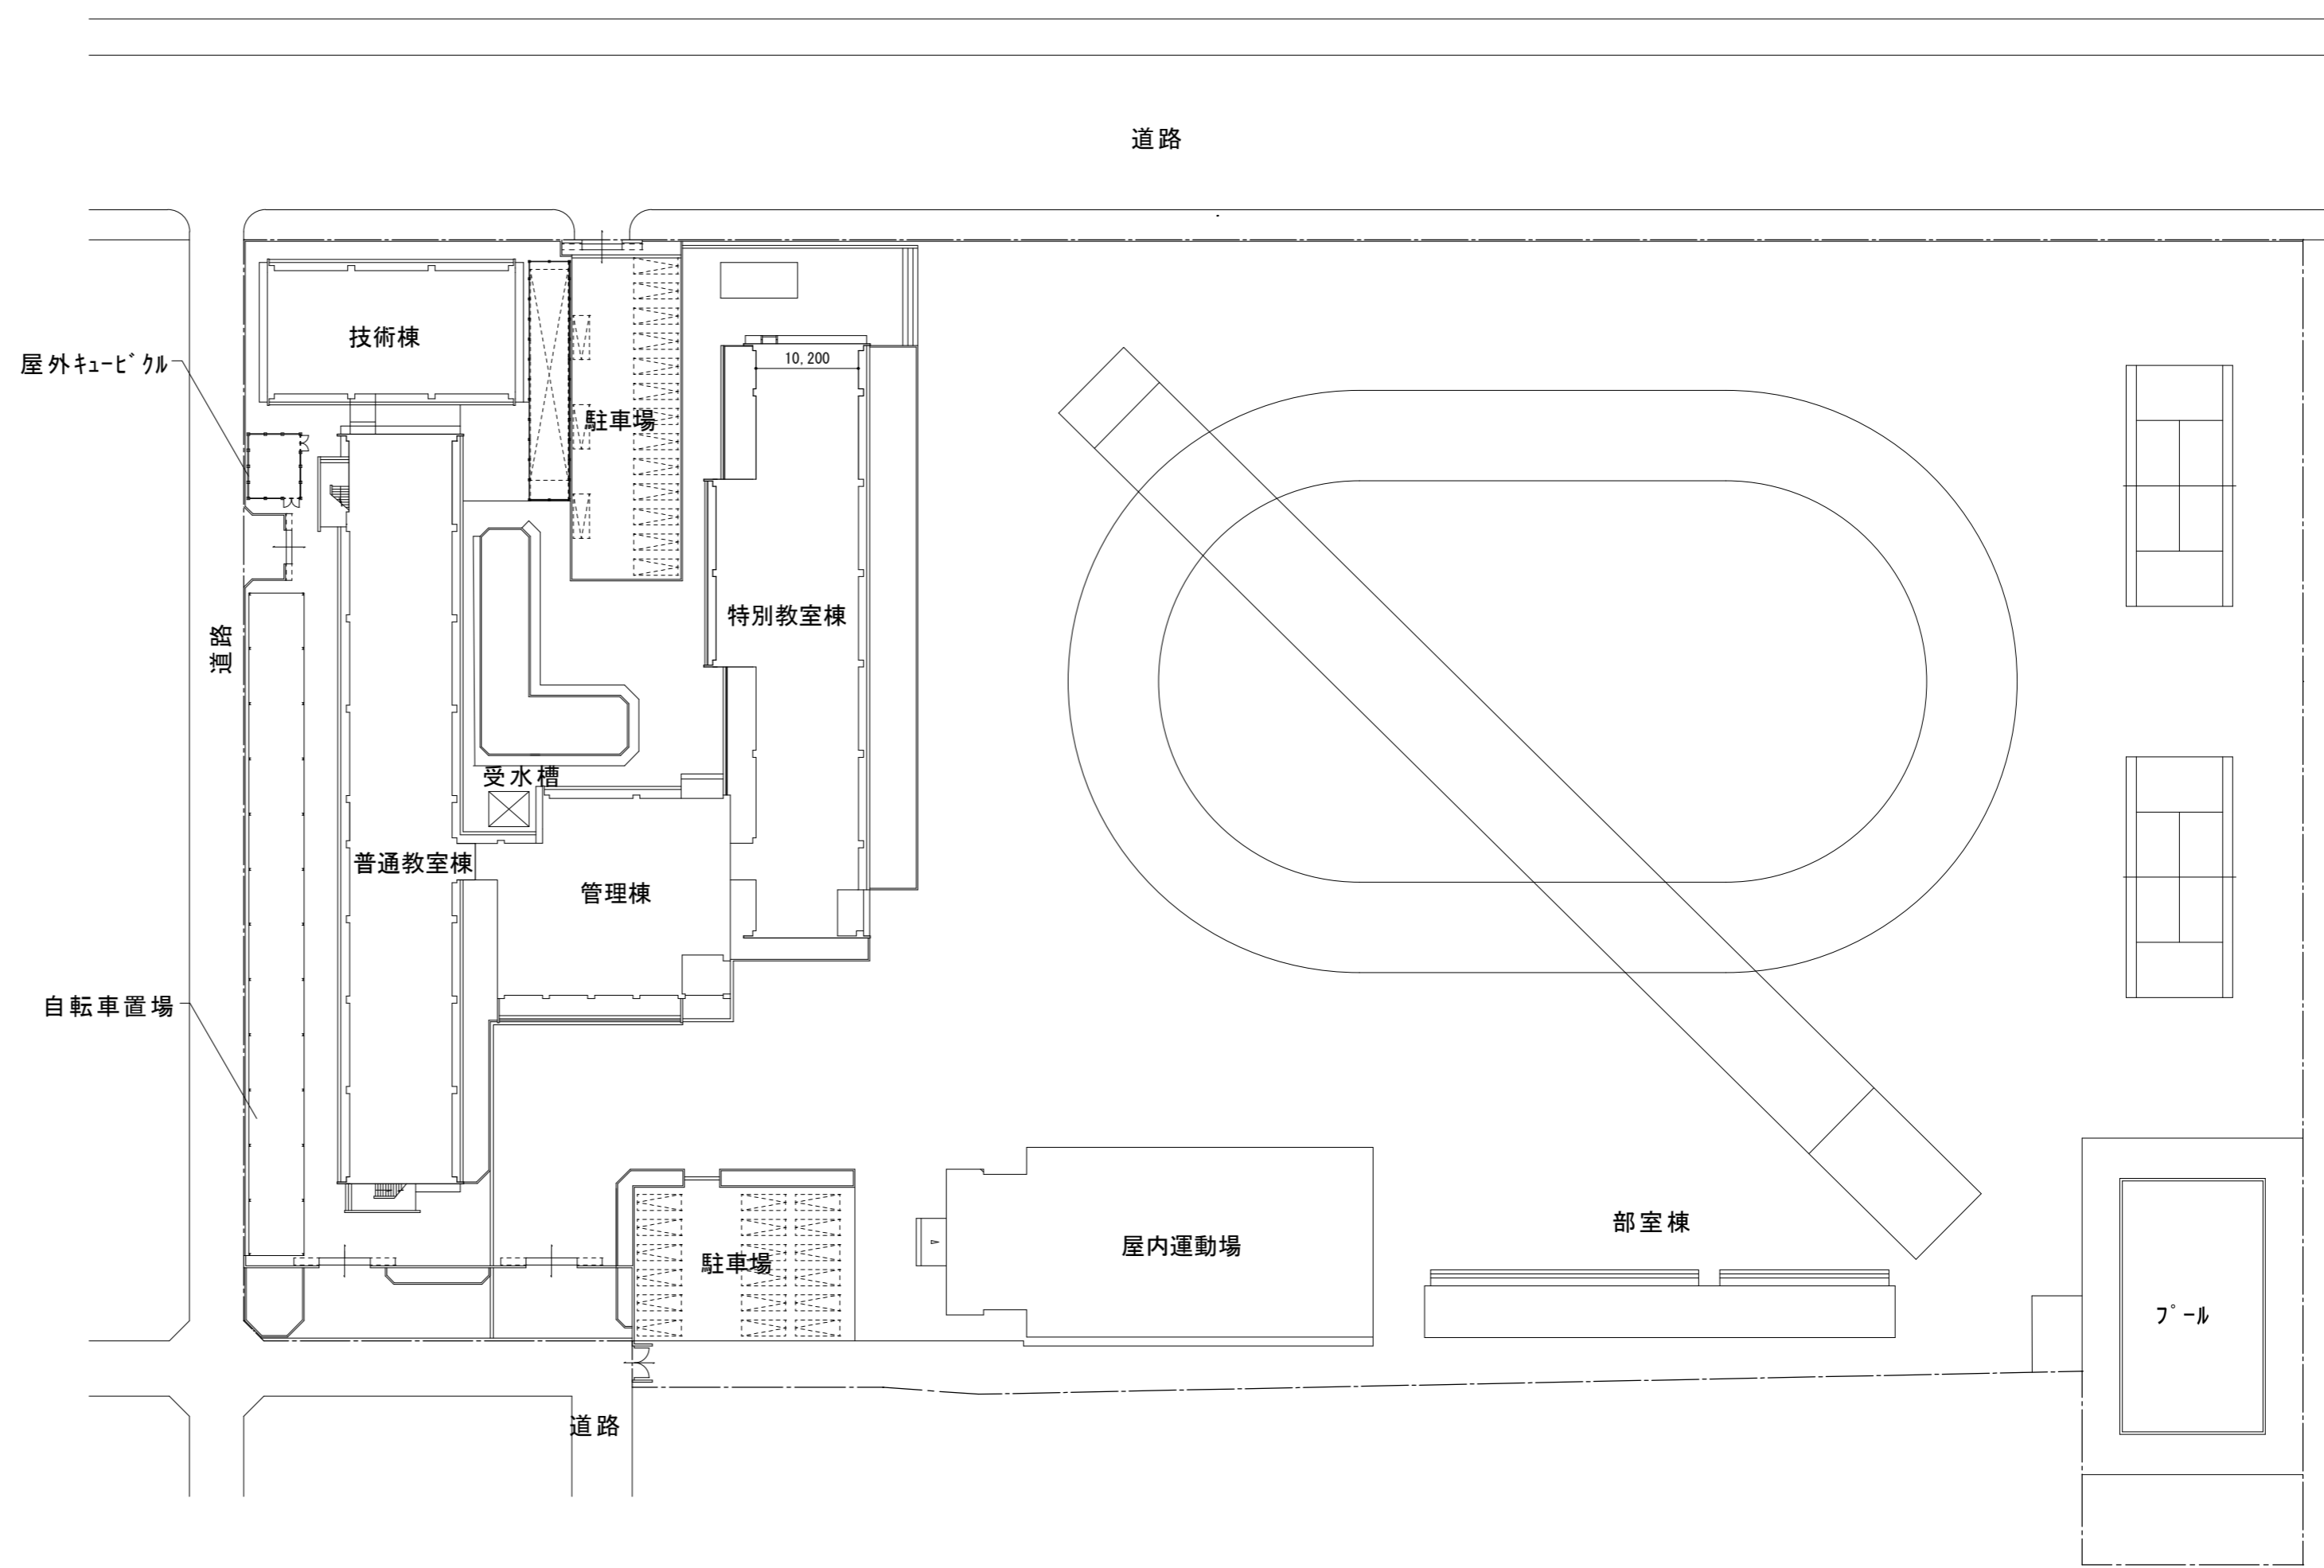 道路
技術棟
屋外ｷｭｰﾋﾞｸﾙ
10,200
駐車場
特別教室棟
道路
受水槽
普通教室棟
管理棟
自転車置場
部室棟
屋内運動場
駐車場
ﾌﾟｰﾙ
道路